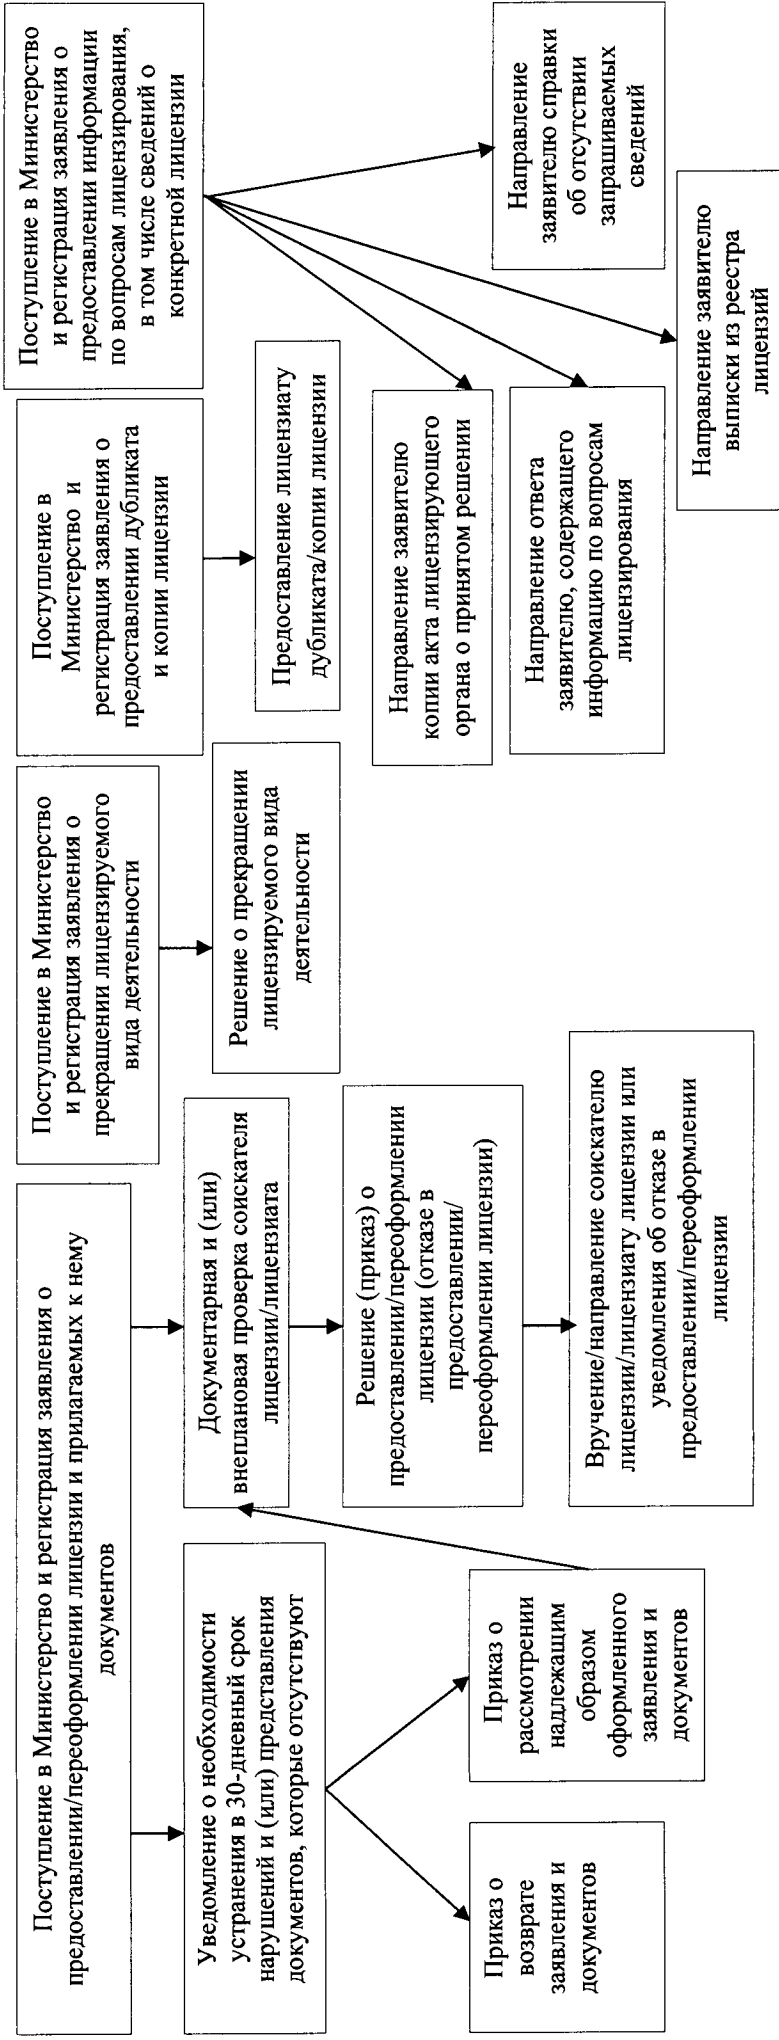 Поступление в Министерство и регистрация заявления о
предоставлении/переоформлении лицензии и прилагаемых к нему
документов
Уведомление о необходимости
устранения в 30-дневный срок
нарушений и (или) представления
документов, которые отсутствуют
Приказ о
возврате
заявления и
документов
Приказ о
рассмотрении
надлежащим
образом
оформленного
заявления и
документов
Документарная и (или)
внеплановая проверка соискателя
лицензии/лицензиата
Решение (приказ) о
предоставлении/переоформлении
лицензии (отказе в
предоставлении/
переоформлении лицензии)
Вручение/направление соискателю
лицензии/лицензиату лицензии или
уведомления об отказе в
предоставлении/переоформлении
лицензии
Поступление в Министерство
и регистрация заявления о
прекращении лицензируемого
вида деятельности
Решение о прекращении
лицензируемого вида
деятельности
Поступление в
Министерство и
регистрация заявления о
предоставлении дубликата
и копии лицензии
Предоставление лицензиату
дубликата/копии лицензии
Поступление в Министерство
и регистрация заявления о
предоставлении информации
по вопросам лицензирования,
в том числе сведений о
конкретной лицензии
Направление заявителю
копии акта лицензирующего
органа о принятом решении
Направление ответа
заявителю, содержащего
информацию по вопросам
лицензирования
Направление заявителю
выписки из реестра
лицензий
Направление
заявителю справки
об отсутствии
запрашиваемых
сведений